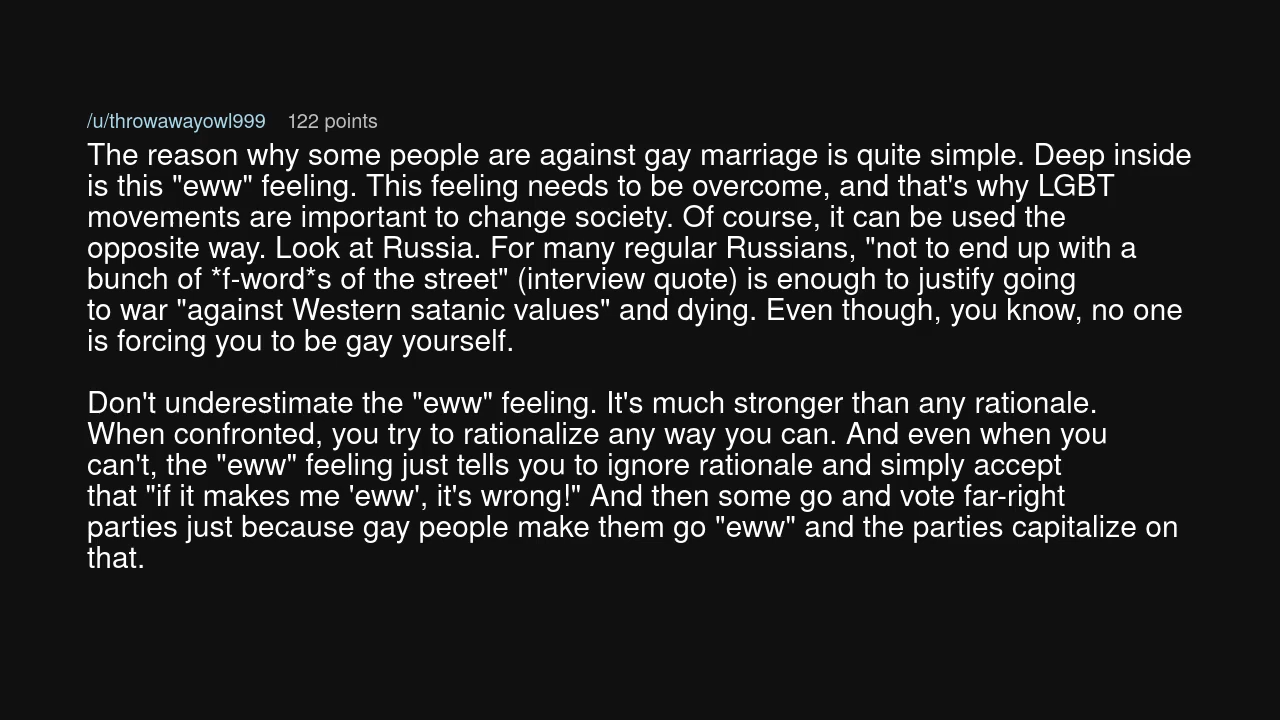 /u/throwawayowl999 122 points
The reason why some people are against gay marriage is quite simple. Deep inside
is this "eww" feeling. This feeling needs to be overcome, and that's why LGBT
movements are important to change society. Of course, it can be used the
opposite way. Look at Russia. For many regular Russians, "not to end up with a
bunch of *f-word*s of the street" (interview quote) is enough to justify going
to war "against Western satanic values" and dying. Even though, you know, no one
is forcing you to be gay yourself.
Don't underestimate the "eww" feeling. It's much stronger than any rationale.
When confronted, you try to rationalize any way you can. And even when you
can't, the "eww" feeling just tells you to ignore rationale and simply accept
that "if it makes me 'eww', it's wrong!" And then some go and vote far-right
parties just because gay people make them go "eww" and the parties capitalize on
that.